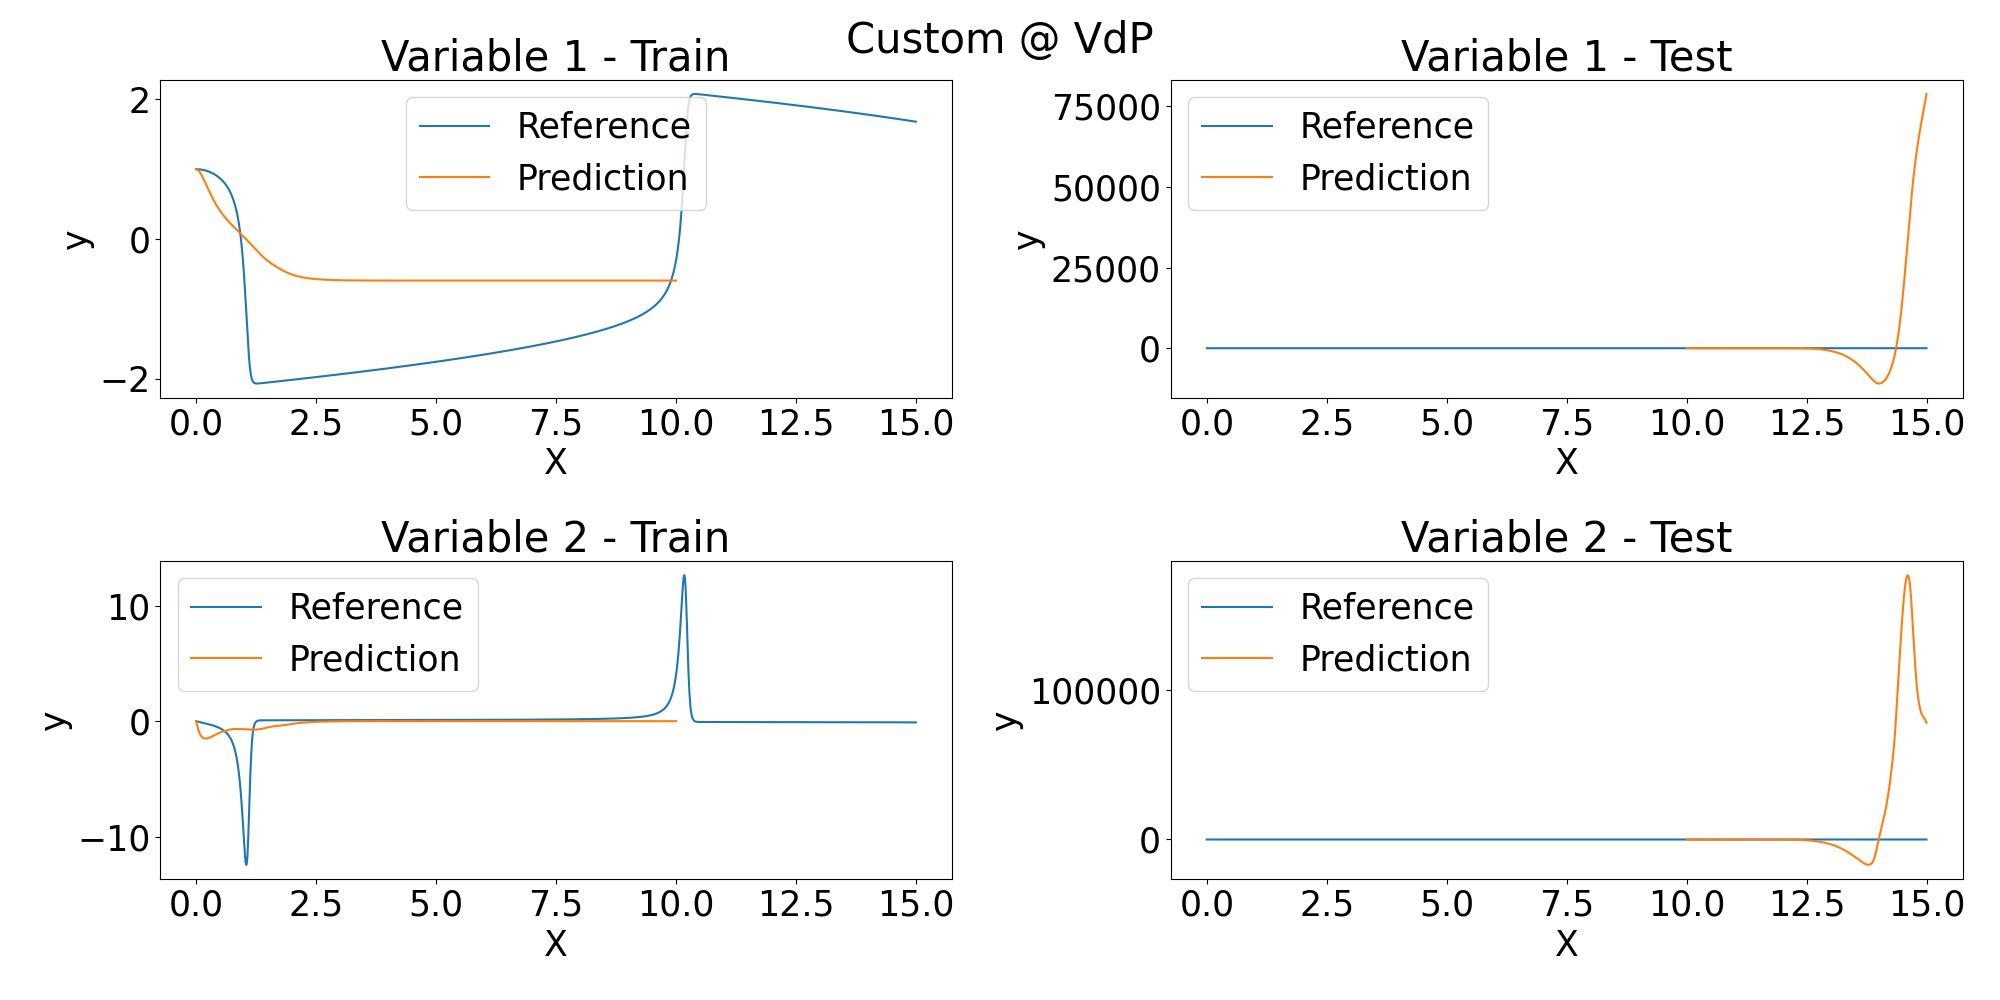 Custom @ VdP
Variable 1 - Train
2
0
−2
y
Reference
Prediction
0.0 2.5 5.0 7.5 10.0 12.5 15.0
X
Variable 1 - Test
75000
50000
25000
0
y
Reference
Prediction
0.0 2.5 5.0 7.5 10.0 12.5 15.0
X
Variable 2 - Train
10
0
−10
y
Reference
Prediction
0.0 2.5 5.0 7.5 10.0 12.5 15.0
X
Variable 2 - Test
100000
0
y
Reference
Prediction
0.0 2.5 5.0 7.5 10.0 12.5 15.0
X